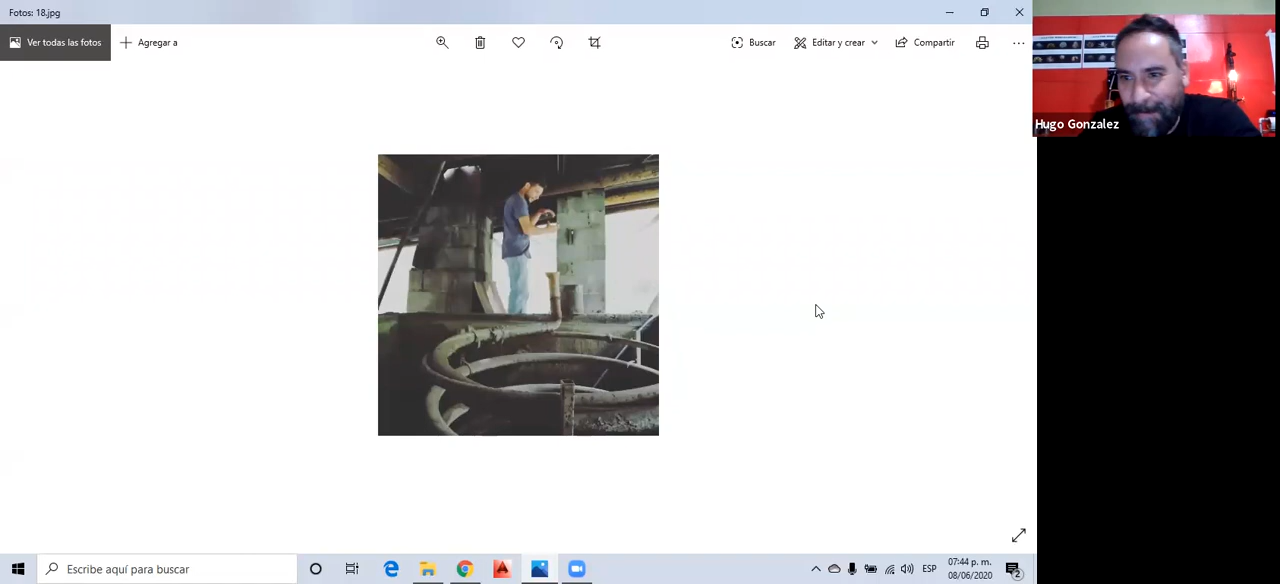 Fotos: 18.jpg
Ver todas las fotos
Agregar a
Buscar
Editar y crear
Compartir
Hugo Gonzalez
Escribe aquí para buscar
ESP
07:44 p. m.
08/06/2020
2